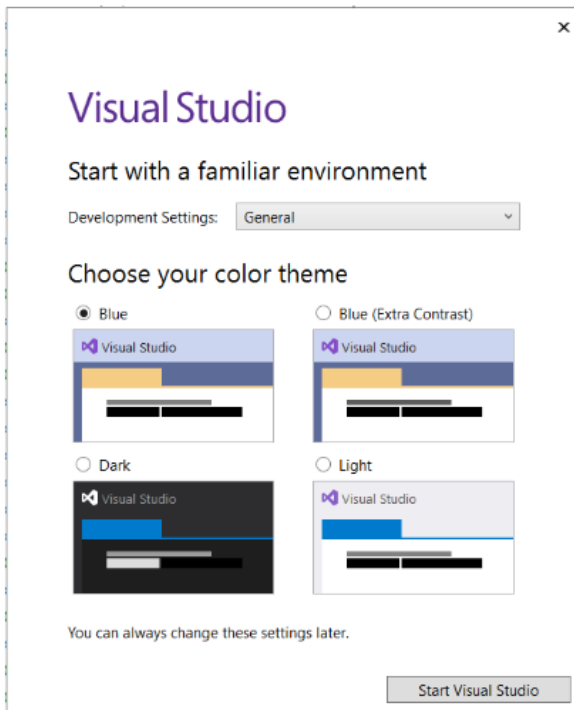 Visual Studio
Start with a familiar environment
Development Settings: General
Choose your color theme
Blue
Blue (Extra Contrast)
Visual Studio
Visual Studio
Dark
Light
Visual Studio
Visual Studio
You can always change these settings later.
Start Visual Studio